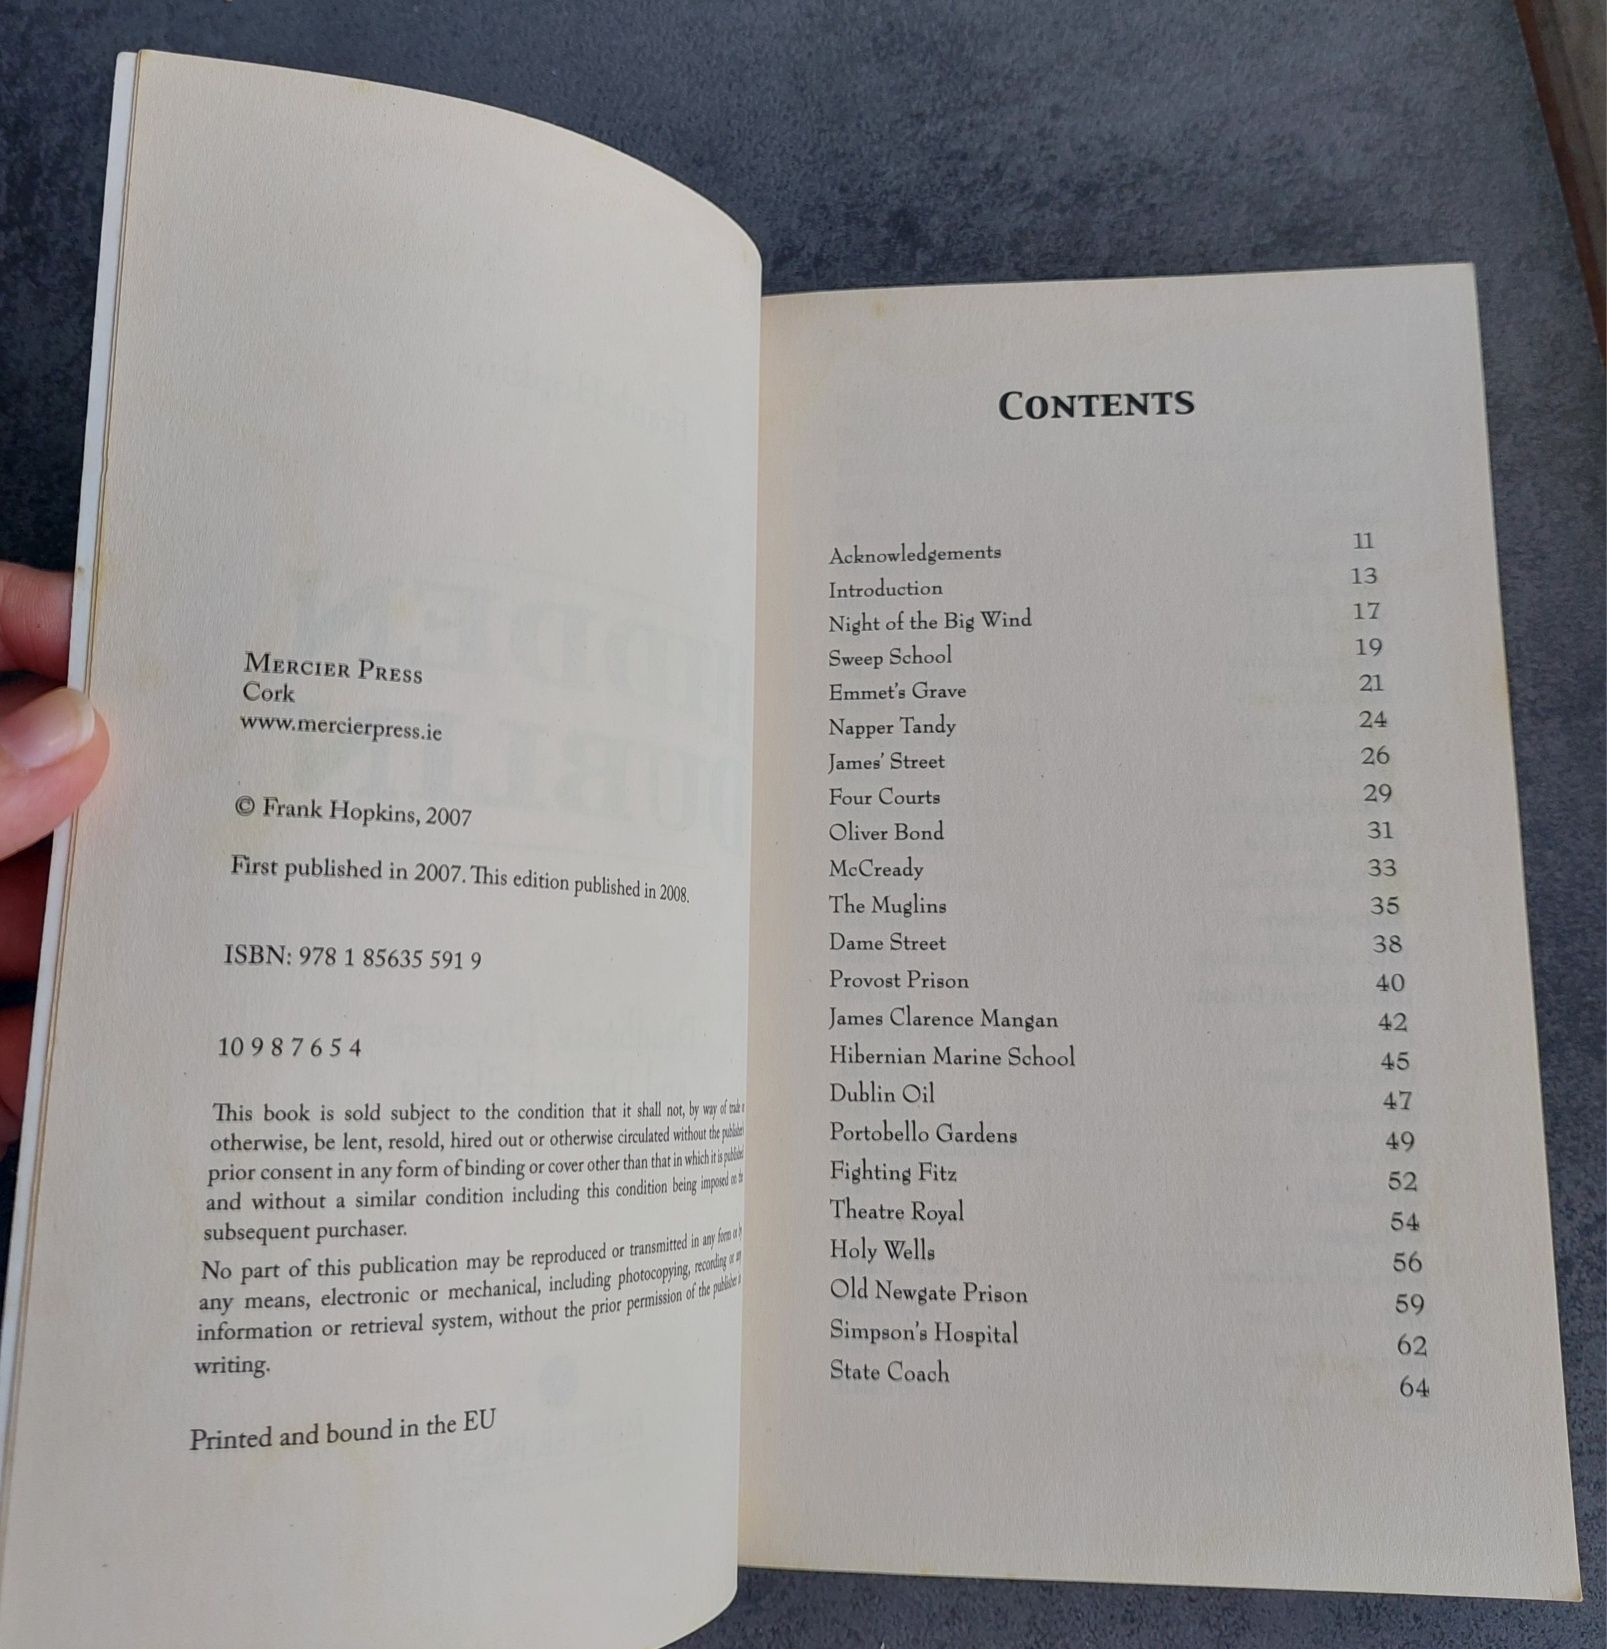 MERCIER PRESS
Cork
www.mercierpress.ie
© Frank Hopkins, 2007
First published in 2007. This edition published in 2008.
ISBN: 978 1 85635 591 9
10 9 8 7 6 5 4
This book is sold subject to the condition that it shall not, by way of trade
otherwise, be lent, resold, hired out or otherwise circulated without the publisher's
prior consent in any form of binding or cover other than that in which it is published
and without a similar condition including this condition being imposed on the
subsequent purchaser.
No part of this publication may be reproduced or transmitted in any form or
any means, electronic or mechanical, including photocopying, recording or
information or retrieval system, without the prior permission of the publisher
writing.
Printed and bound in the EU
CONTENTS
Acknowledgements 11
Introduction 13
Night of the Big Wind 17
Sweep School 19
Emmet's Grave 21
Napper Tandy 24
James' Street 26
Four Courts 29
Oliver Bond 31
McCready 33
The Muglins 35
Dame Street 38
Provost Prison 40
James Clarence Mangan 42
Hibernian Marine School 45
Dublin Oil 47
Portobello Gardens 49
Fighting Fitz 52
Theatre Royal 54
Holy Wells 56
Old Newgate Prison 59
Simpson's Hospital 62
State Coach 64